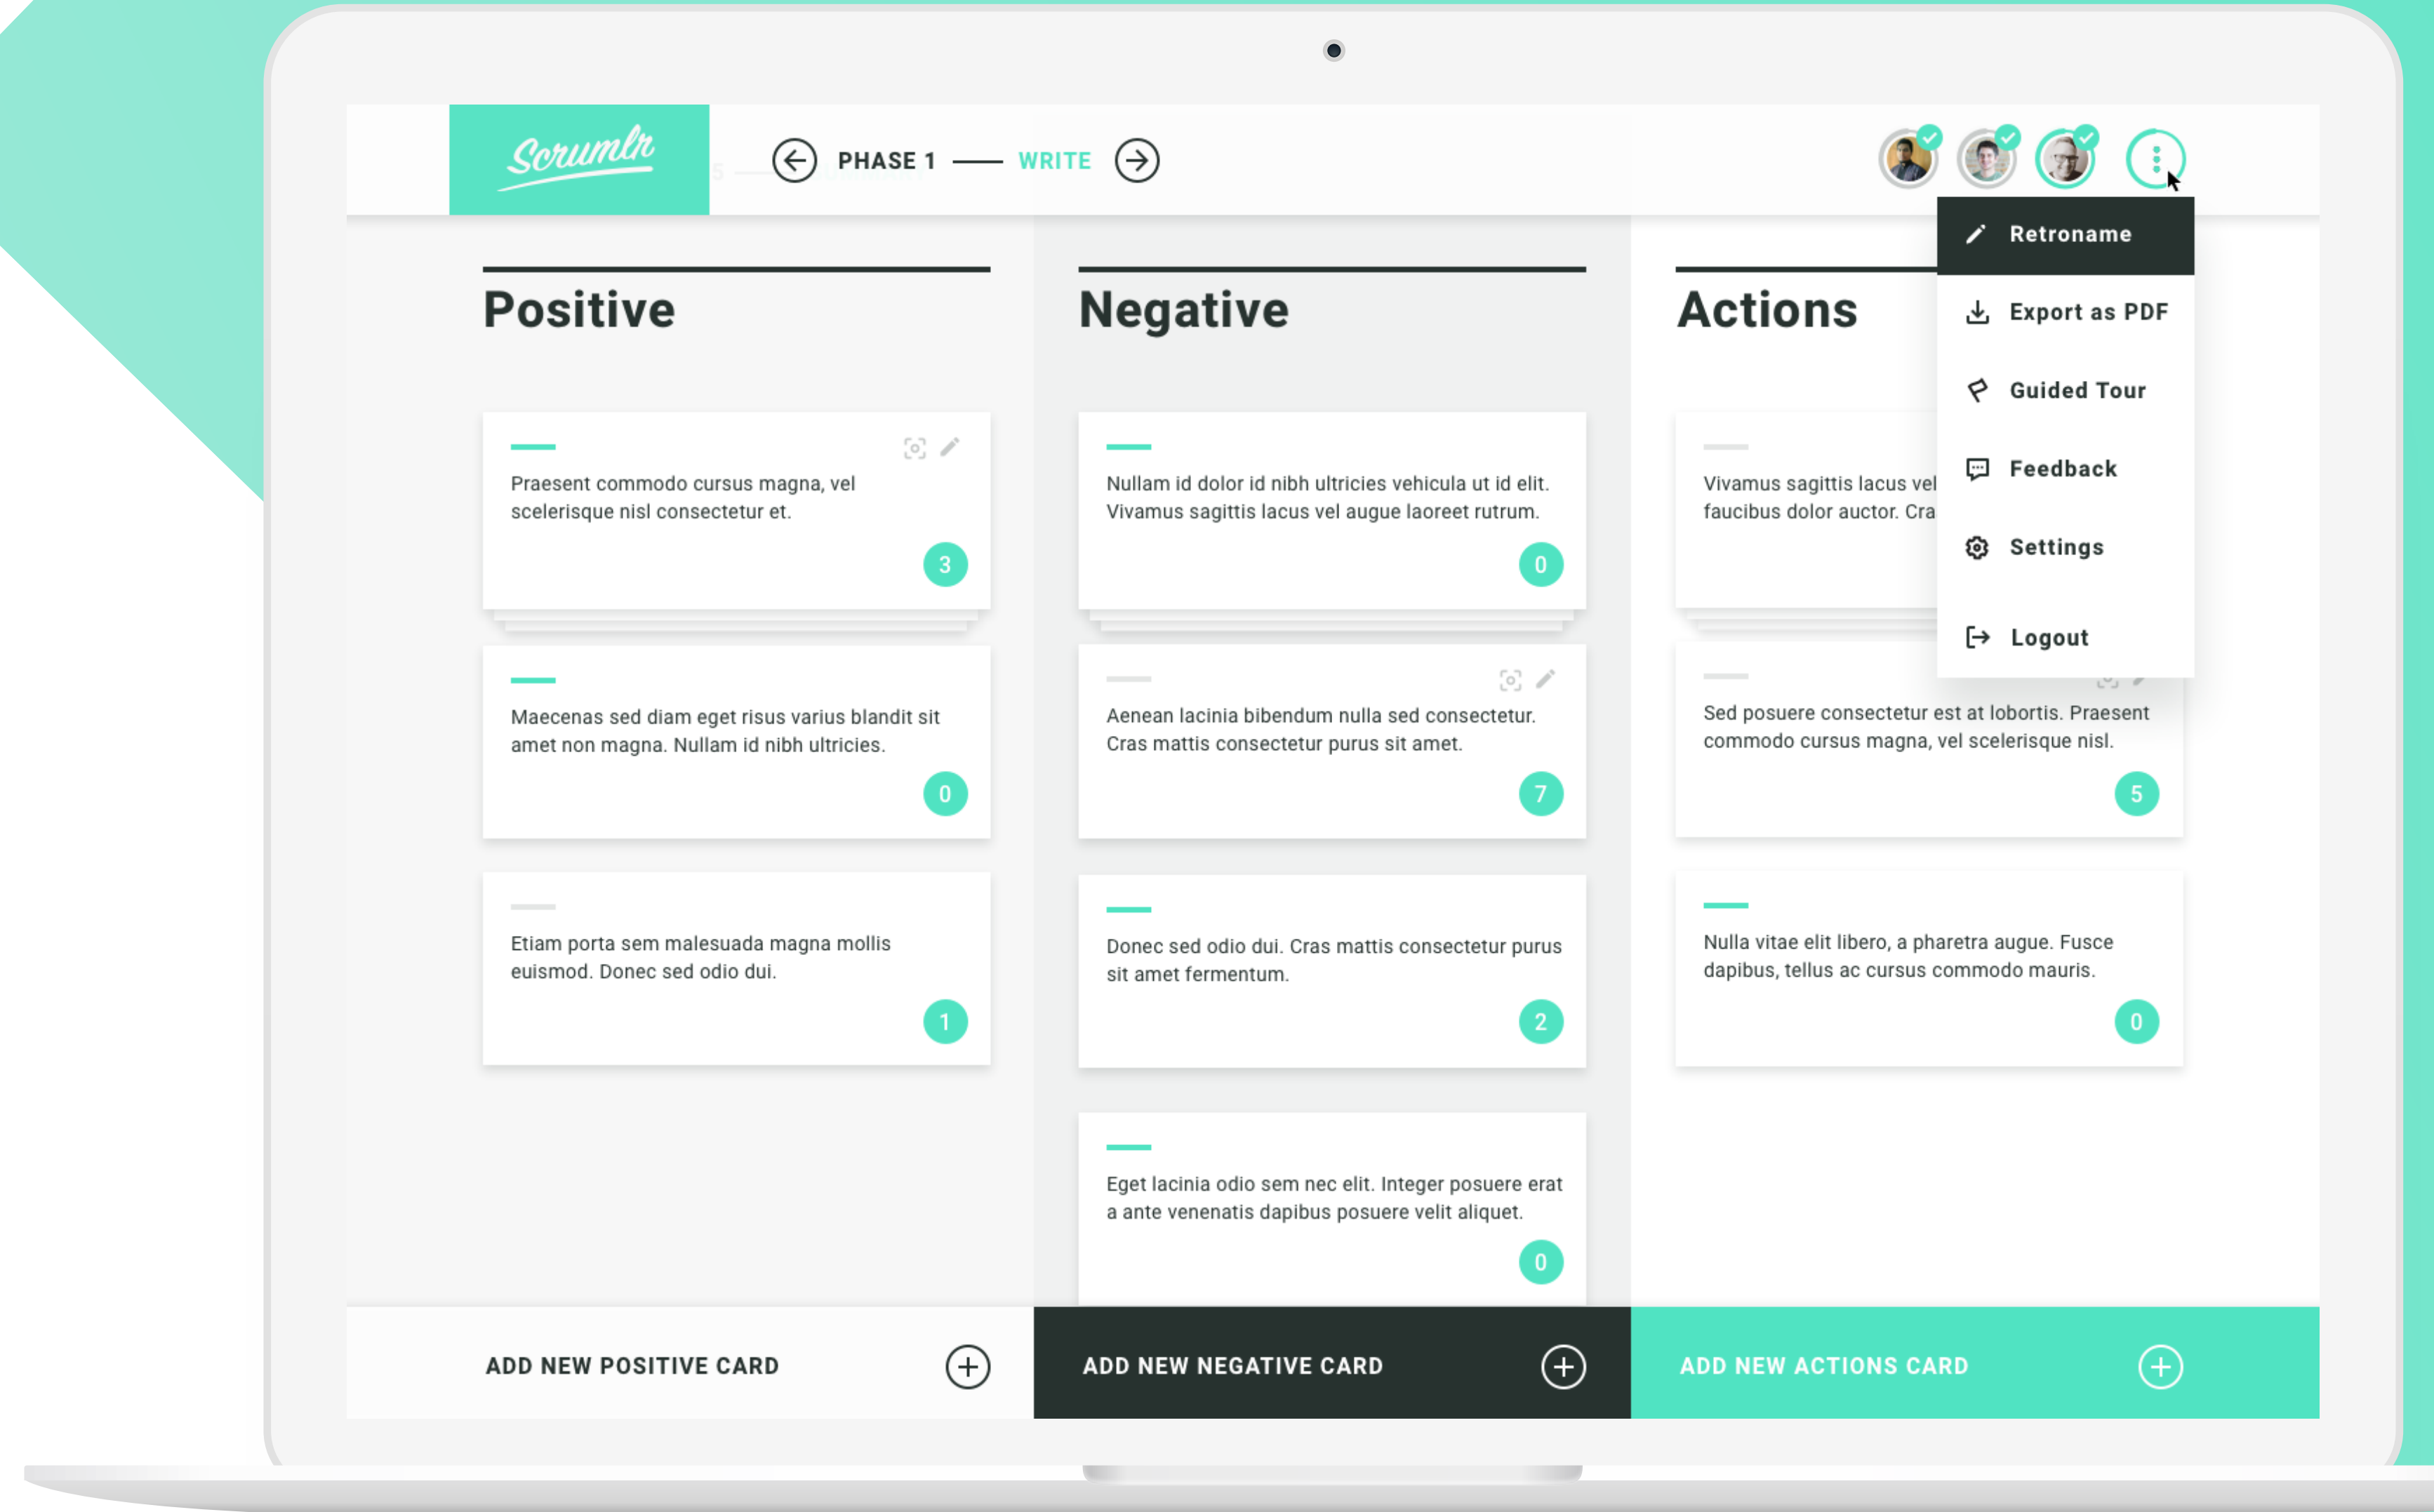 Scrumlr
PHASE 1 — WRITE
Retroname
Export as PDF
Guided Tour
Feedback
Settings
Logout
Positive
Praesent commodo cursus magna, vel
scelerisque nisl consectetur et.
3
Maecenas sed diam eget risus varius blandit sit
amet non magna. Nullam id nibh ultricies.
0
Etiam porta sem malesuada magna mollis
euismod. Donec sed odio dui.
1
ADD NEW POSITIVE CARD
Negative
Nullam id dolor id nibh ultricies vehicula ut id elit.
Vivamus sagittis lacus vel augue laoreet rutrum.
0
Aenean lacinia bibendum nulla sed consectetur.
Cras mattis consectetur purus sit amet.
7
Donec sed odio dui. Cras mattis consectetur purus
sit amet fermentum.
2
Eget lacinia odio sem nec elit. Integer posuere erat
a ante venenatis dapibus posuere velit aliquet.
0
ADD NEW NEGATIVE CARD
Actions
Vivamus sagittis lacus vel
faucibus dolor auctor. Cra
Sed posuere consectetur est at lobortis. Praesent
commodo cursus magna, vel scelerisque nisl.
5
Nulla vitae elit libero, a pharetra augue. Fusce
dapibus, tellus ac cursus commodo mauris.
0
ADD NEW ACTIONS CARD